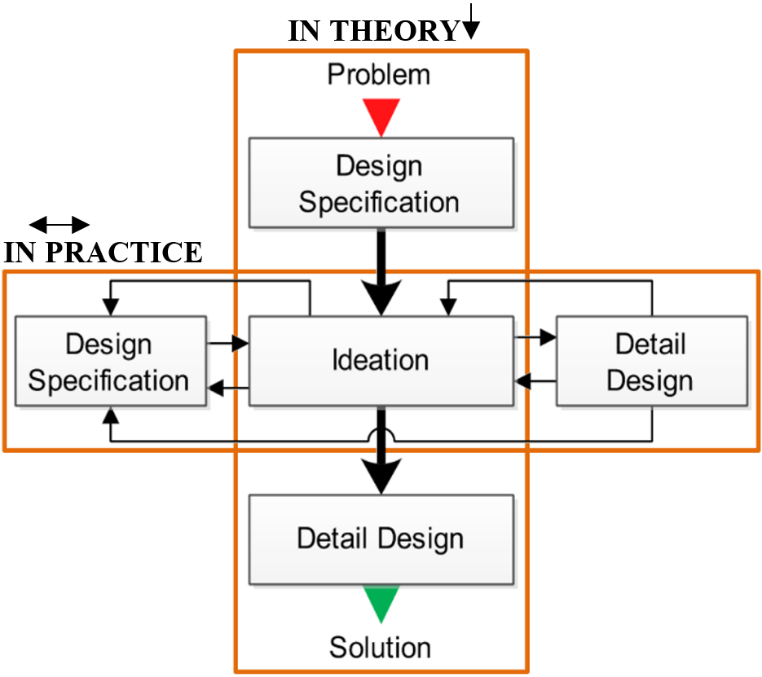 IN THEORY
Problem
Design
Specification
IN PRACTICE
Design
Specification
Ideation
Detail
Design
Detail Design
Solution